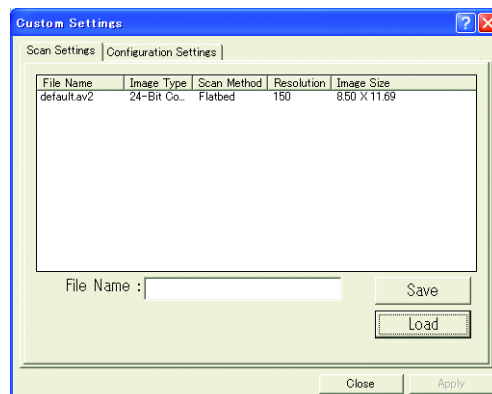 Custom Settings
Scan Settings Configuration Settings
File Name Image Type Scan Method Resolution Image Size
default.av2 24-Bit Co... Flatbed 150 8.50 X 11.69
File Name :
Save
Load
Close Apply